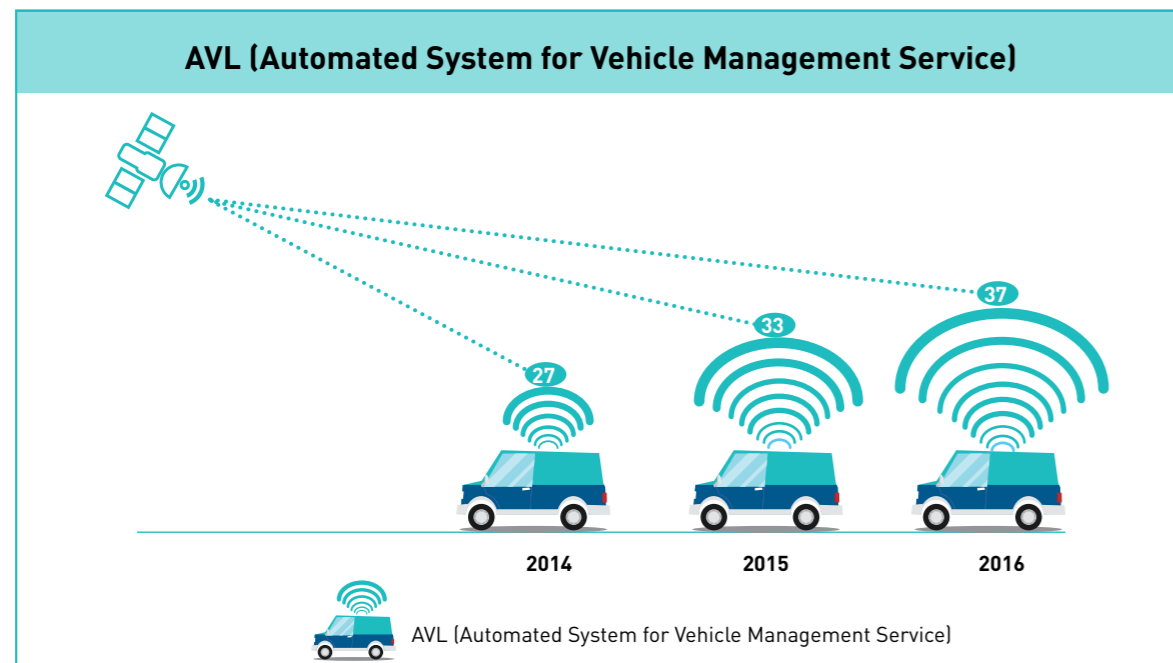 AVL (Automated System for Vehicle Management Service)
37
33
27
2014 2015 2016
AVL (Automated System for Vehicle Management Service)